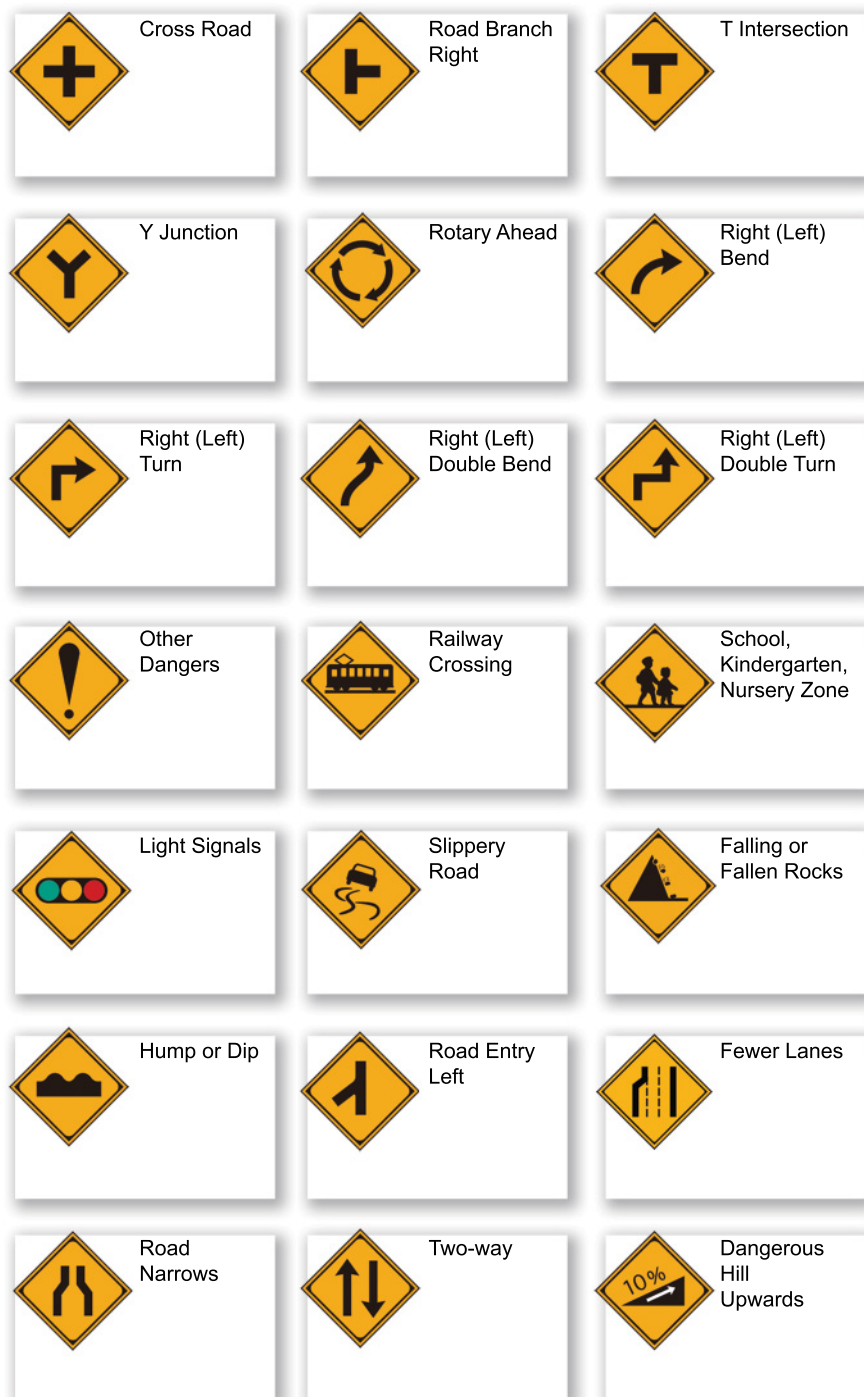 Cross Road
Road Branch
Right
T Intersection
Y Junction
Rotary Ahead
Right (Left)
Bend
Right (Left)
Turn
Right (Left)
Double Bend
Right (Left)
Double Turn
Other
Dangers
Railway
Crossing
School,
Kindergarten,
Nursery Zone
Light Signals
Slippery
Road
Falling or
Fallen Rocks
Hump or Dip
Road Entry
Left
Fewer Lanes
Road
Narrows
Two-way
10%
Dangerous
Hill
Upwards